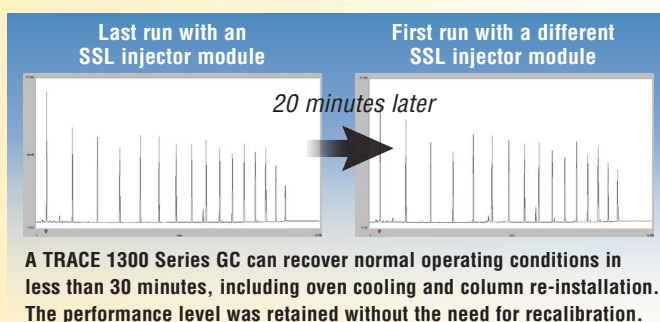 Last run with an
SSL injector module
First run with a different
SSL injector module
20 minutes later
A TRACE 1300 Series GC can recover normal operating conditions in
less than 30 minutes, including oven cooling and column re-installation.
The performance level was retained without the need for recalibration.